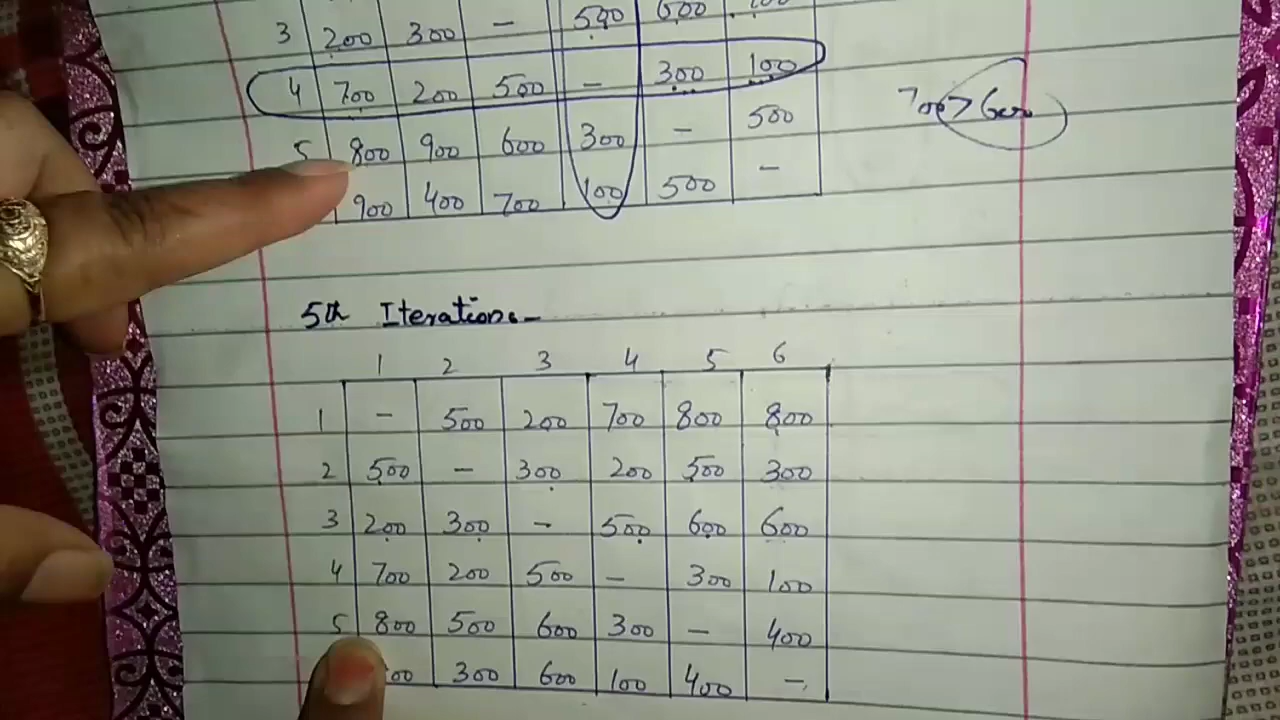 3 200 300 - 500 600
4 700 200 500 - 300 100
5 800 900 600 300 - 500
900 400 700 100 500 -
700 > 600
5th Iterations-
1 2 3 4 5 6
1 - 500 200 700 800 800
2 500 - 300 200 500 300
3 200 300 - 500 600 600
4 700 200 500 - 300 100
5 800 500 600 300 - 400
300 600 100 400 -